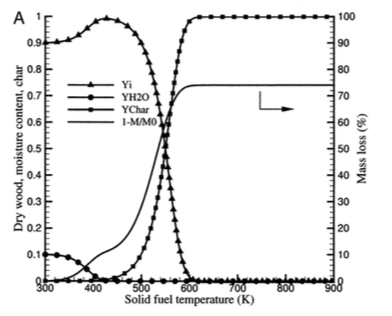 A
1
0.9
0.8
0.7
0.6
0.5
0.4
0.3
0.2
0.1
0
Dry wood, moisture content, char
Yi
YH2O
YChar
1-M/M0
100
90
80
70
60
50
40
30
20
10
0
Mass loss (%)
300 400 500 600 700 800 900
Solid fuel temperature (K)